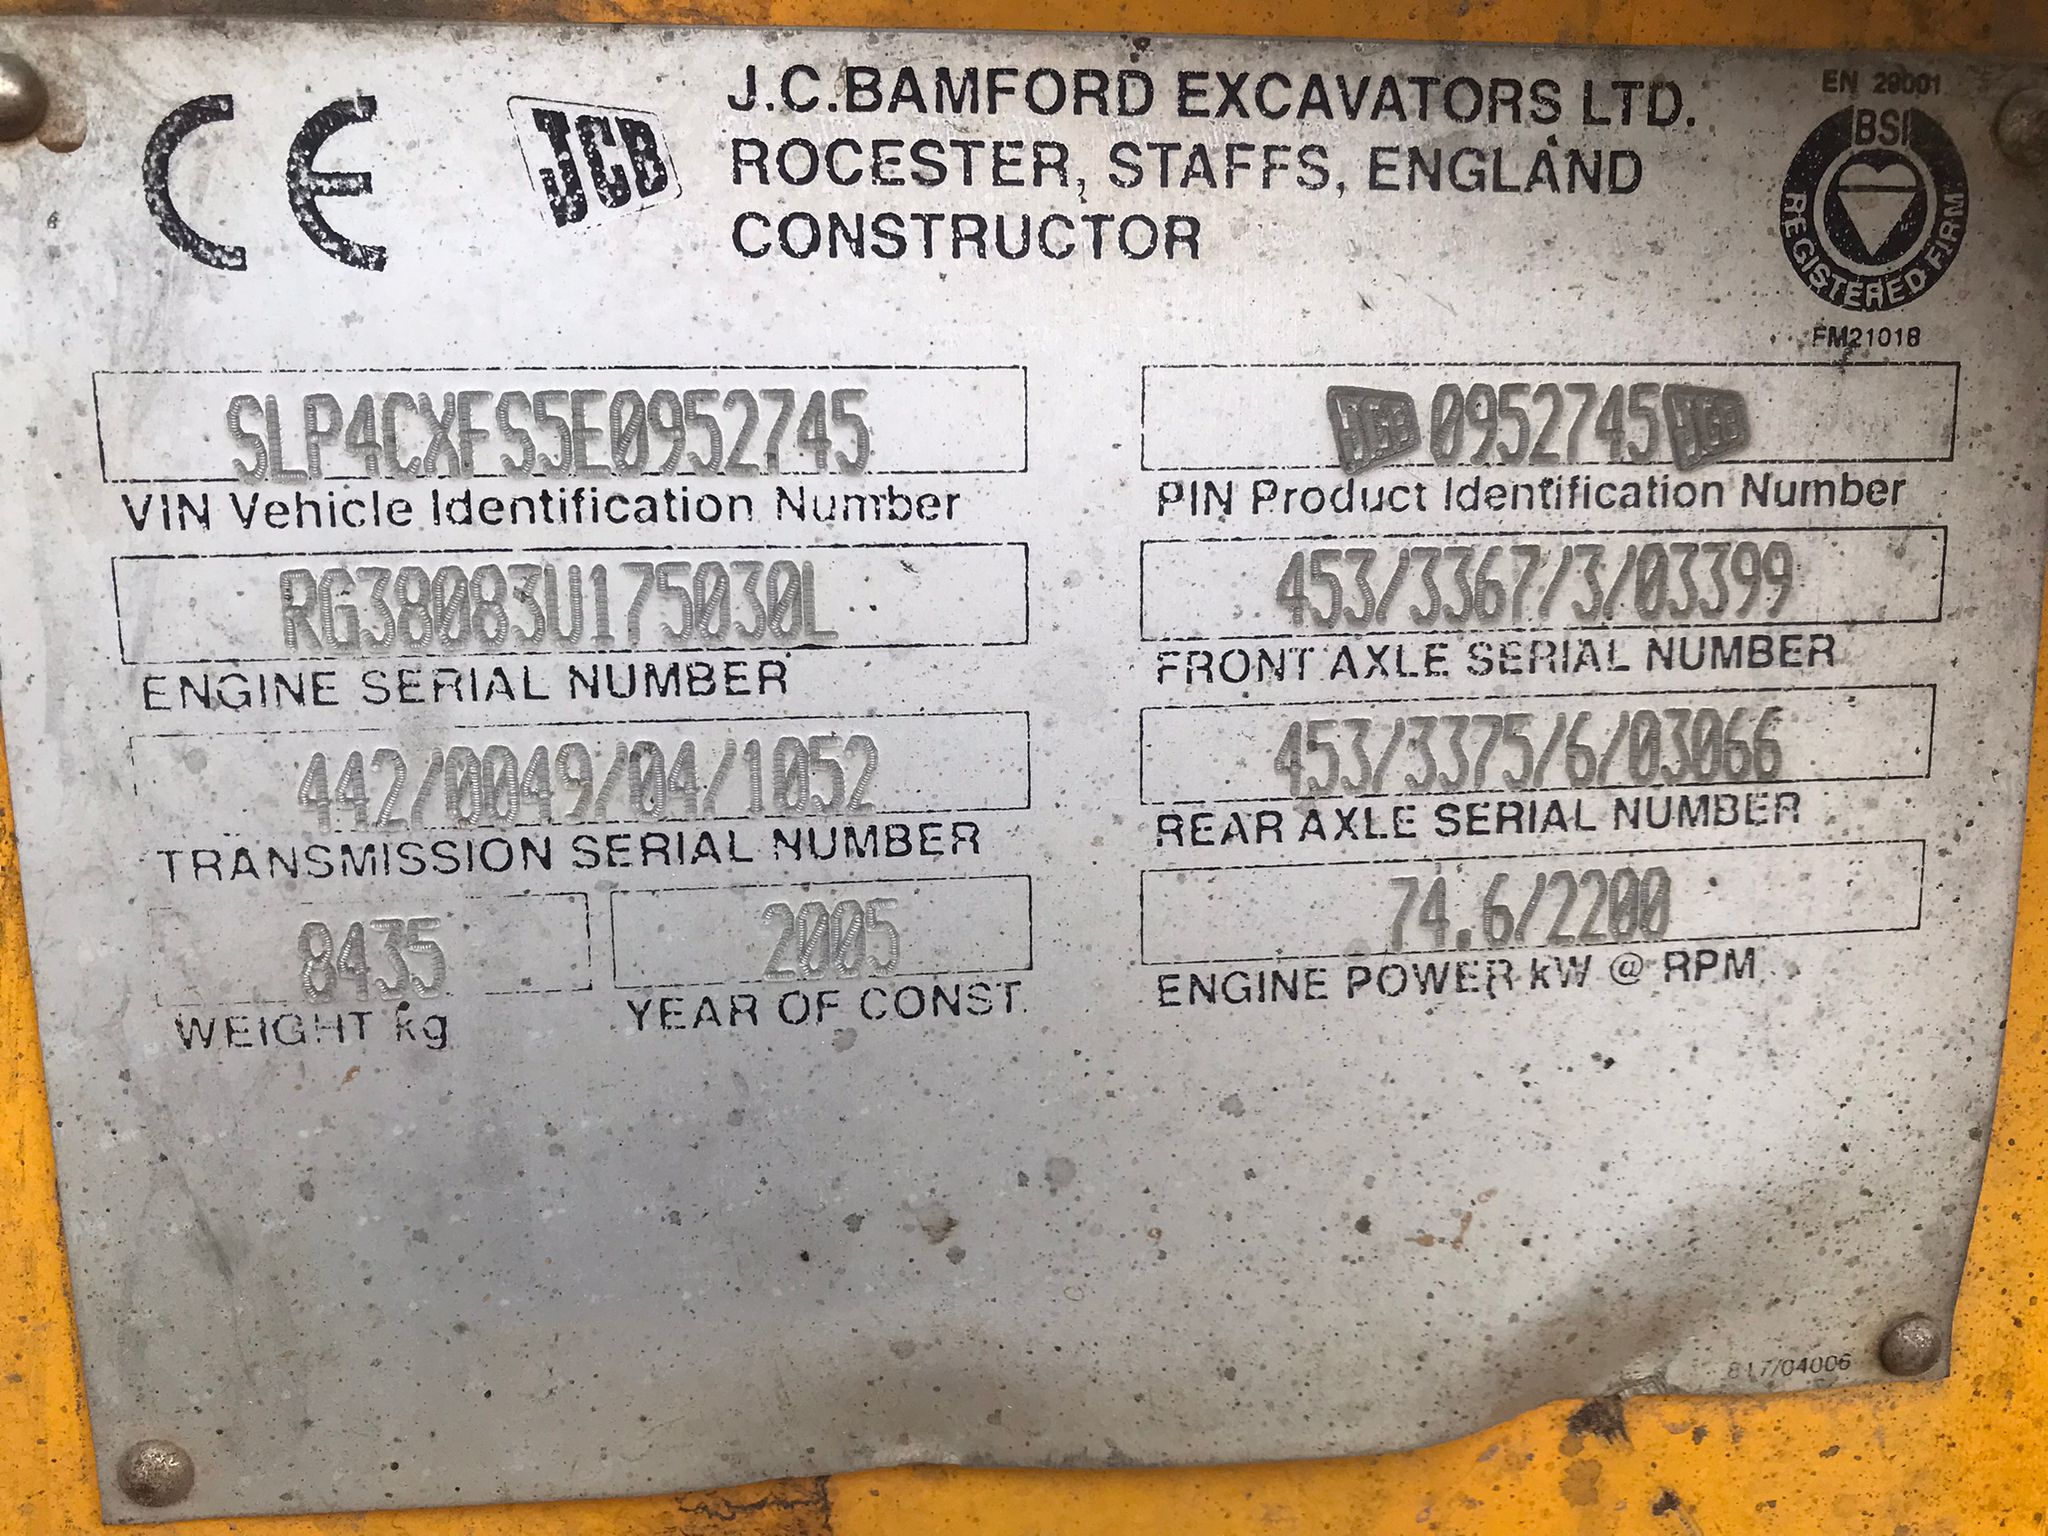 CE
JCB
J.C.BAMFORD EXCAVATORS LTD.
ROCESTER, STAFFS, ENGLAND
CONSTRUCTOR
EN 29001
BSI
REGISTERED FIRM
FM21018
SLP4CXFS5E0952745
VIN Vehicle Identification Number
JCB 0952745 JCB
PIN Product Identification Number
RG38083U175030L
ENGINE SERIAL NUMBER
453/3367/3/03399
FRONT AXLE SERIAL NUMBER
442/0049/04/1052
TRANSMISSION SERIAL NUMBER
453/3375/6/03066
REAR AXLE SERIAL NUMBER
8435
WEIGHT kg
2005
YEAR OF CONST.
74.6/2200
ENGINE POWER kW @ RPM
817/04006